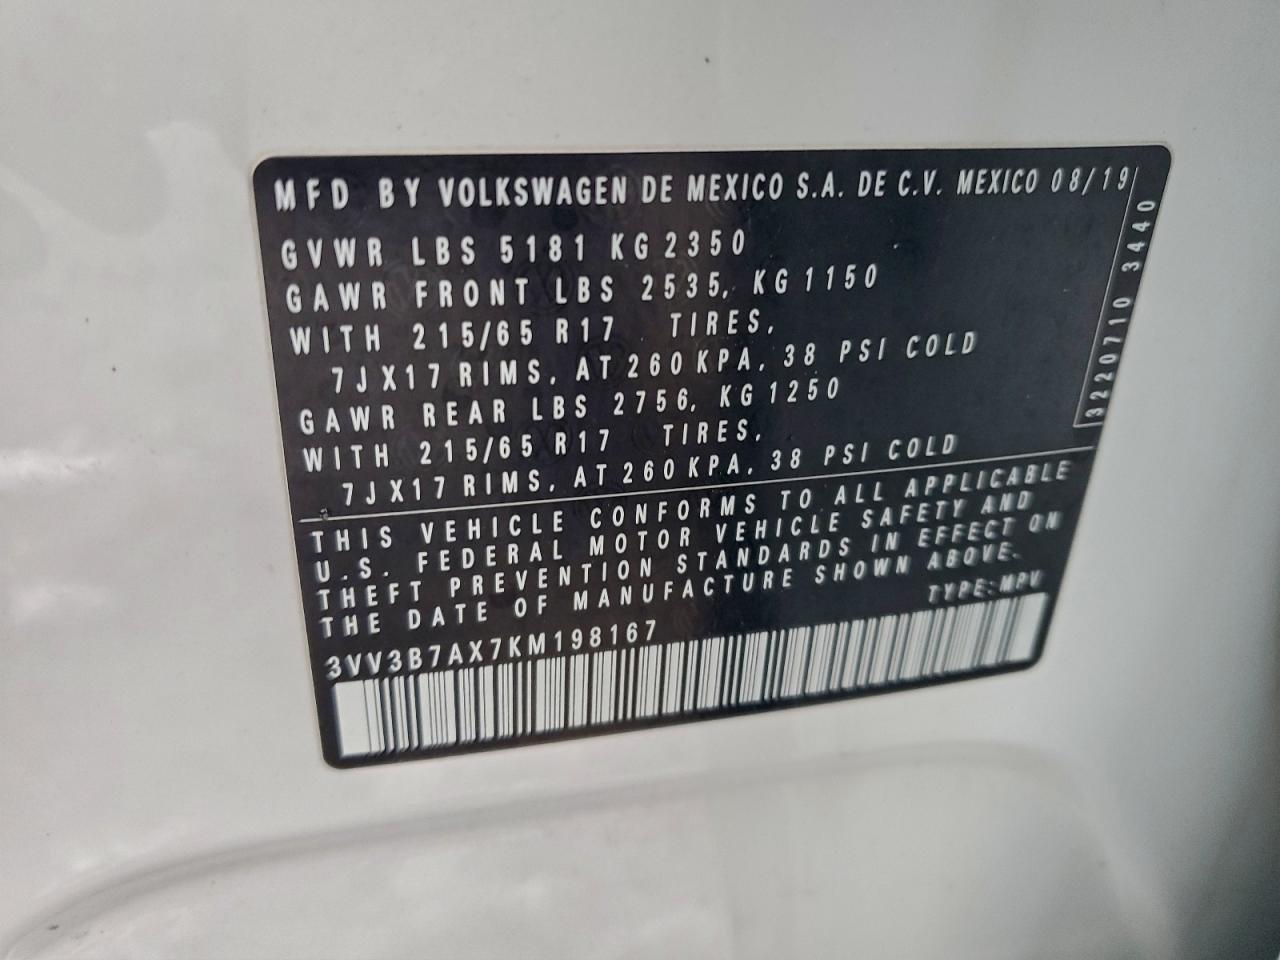 MFD BY VOLKSWAGEN DE MEXICO S.A. DE C.V. MEXICO 08/19
GVWR LBS 5181 KG 2350
GAWR FRONT LBS 2535, KG 1150
WITH 215/65 R17 TIRES,
7JX17 RIMS, AT 260 KPA, 38 PSI COLD
GAWR REAR LBS 2756, KG 1250
WITH 215/65 R17 TIRES,
7JX17 RIMS, AT 260 KPA, 38 PSI COLD
THIS VEHICLE CONFORMS TO ALL APPLICABLE
U.S. FEDERAL MOTOR VEHICLE SAFETY AND
THEFT PREVENTION STANDARDS IN EFFECT ON
THE DATE OF MANUFACTURE SHOWN ABOVE.
TYPE:MPV
3VV3B7AX7KM198167
3220710 3440